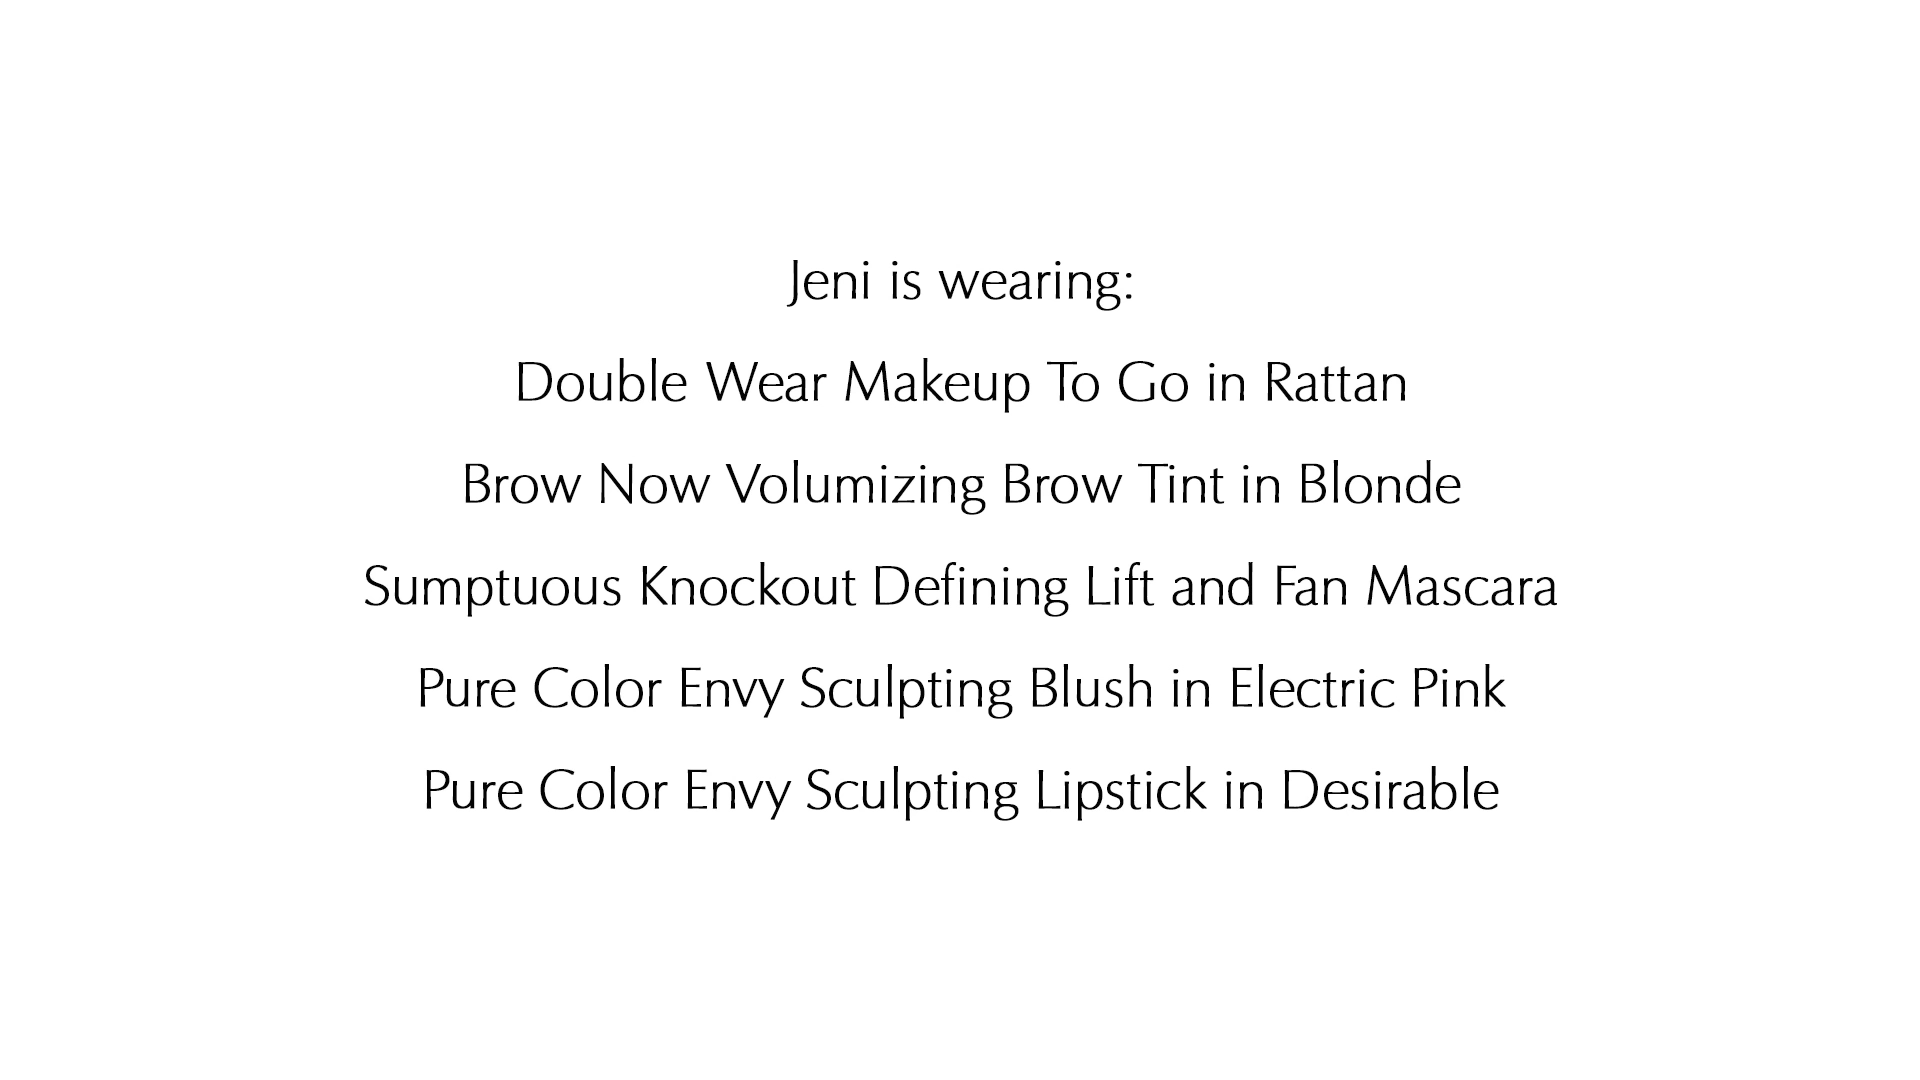 Jeni is wearing:
Double Wear Makeup To Go in Rattan
Brow Now Volumizing Brow Tint in Blonde
Sumptuous Knockout Defining Lift and Fan Mascara
Pure Color Envy Sculpting Blush in Electric Pink
Pure Color Envy Sculpting Lipstick in Desirable